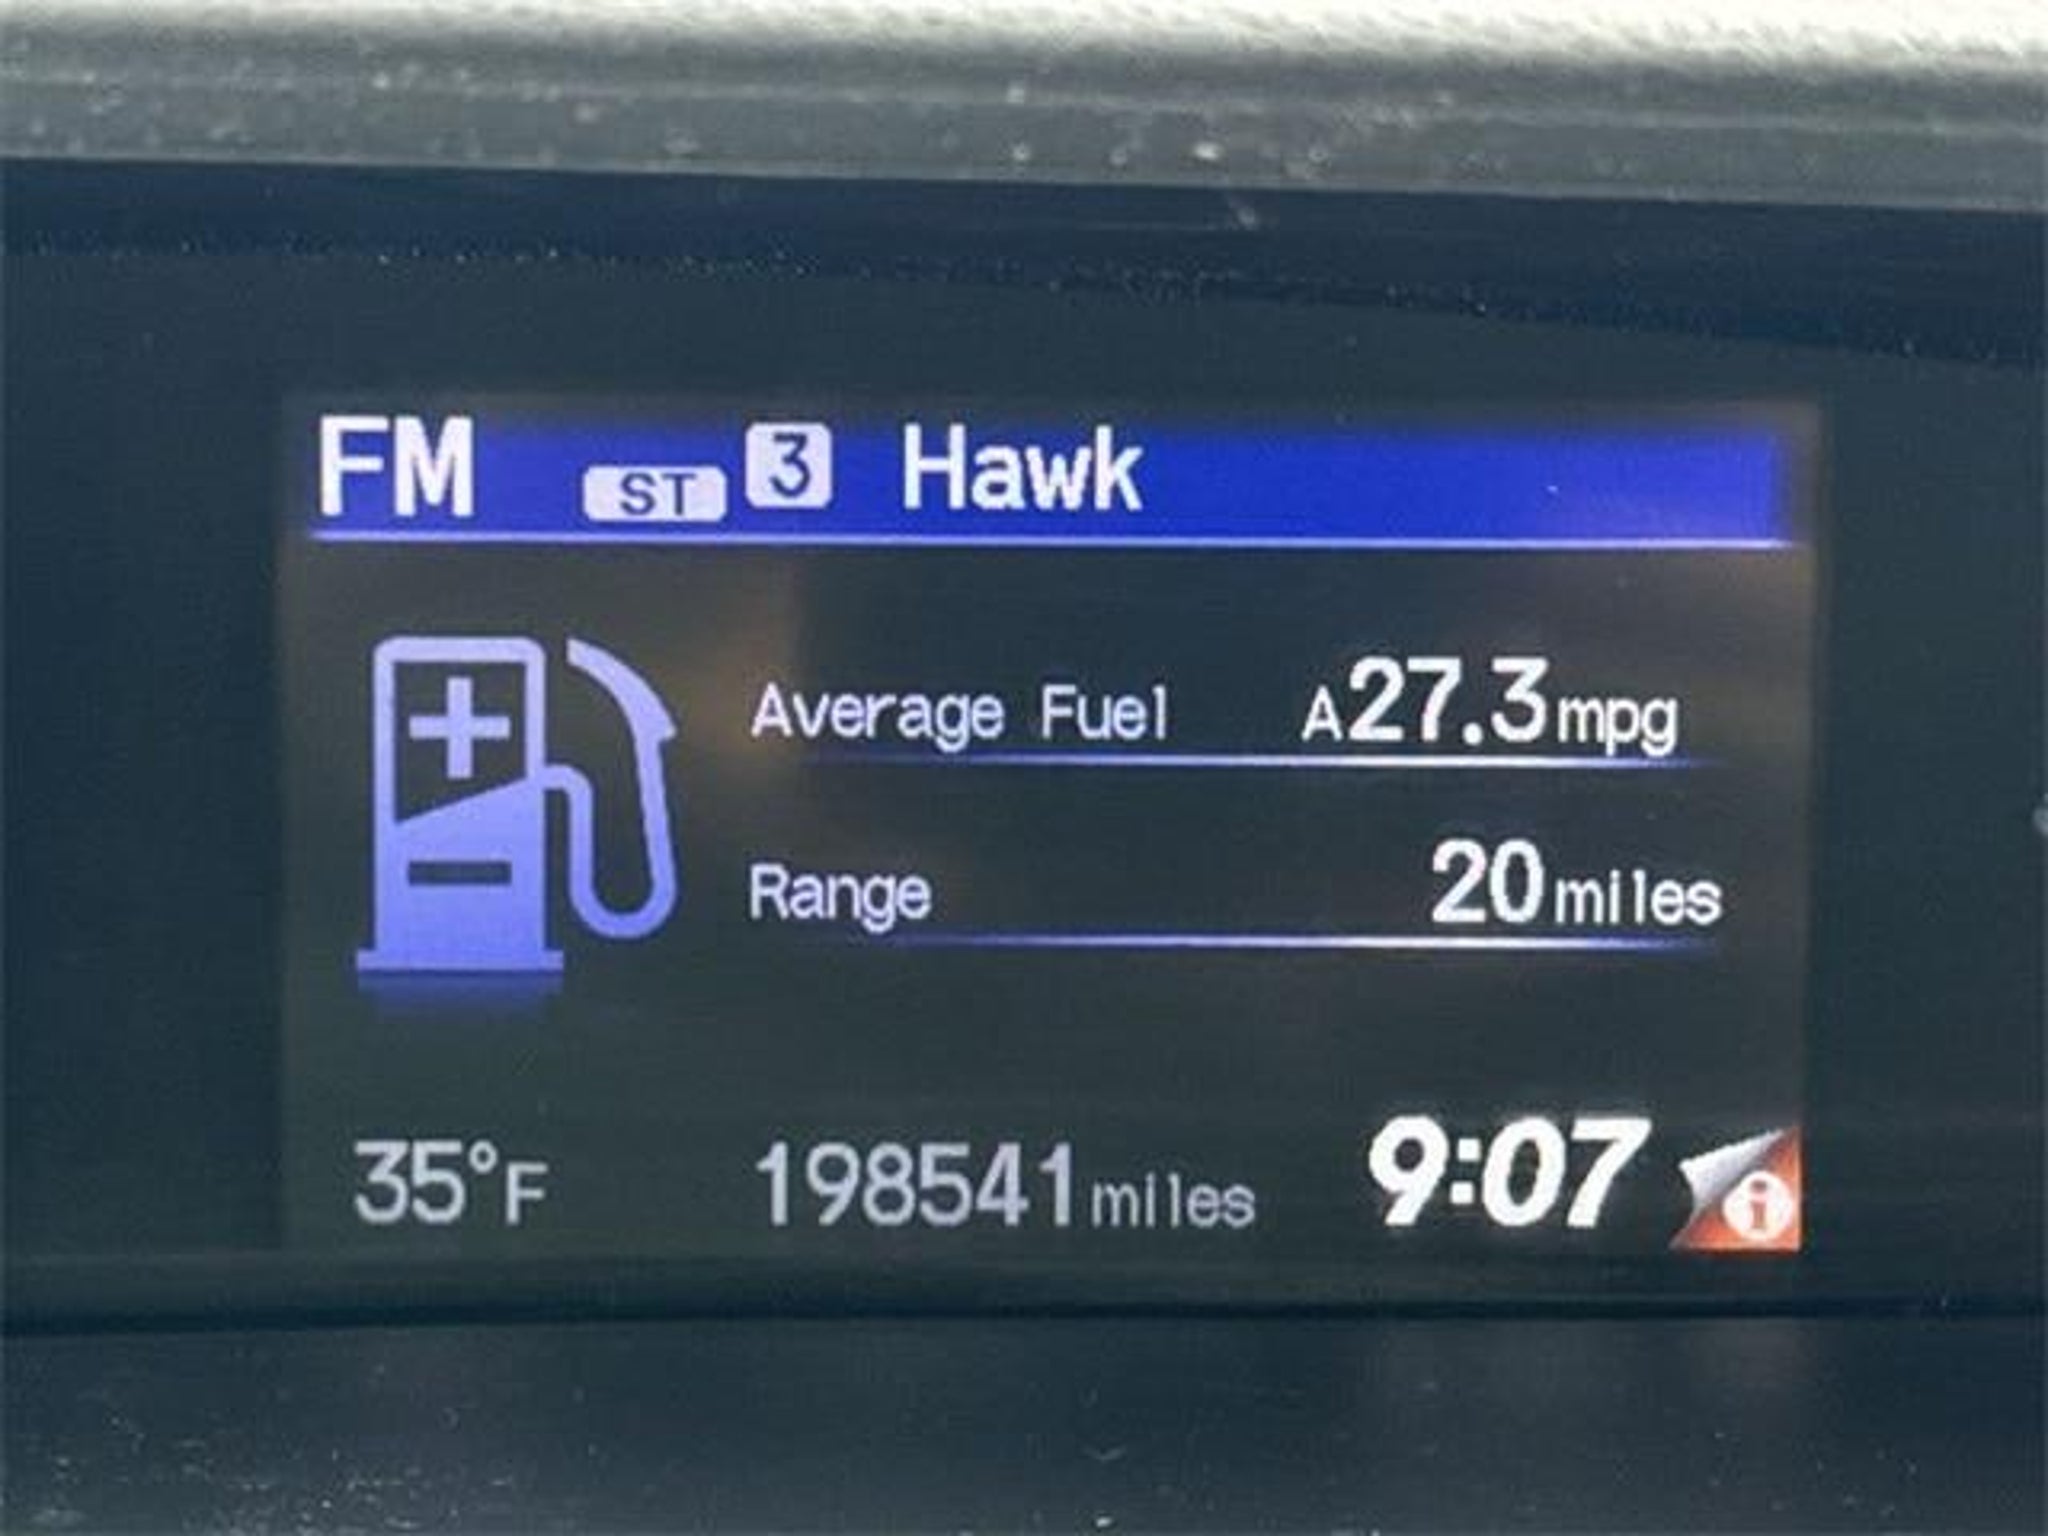 FM ST 3 Hawk
Average Fuel A27.3mpg
Range 20miles
35°F 198541miles 9:07 i